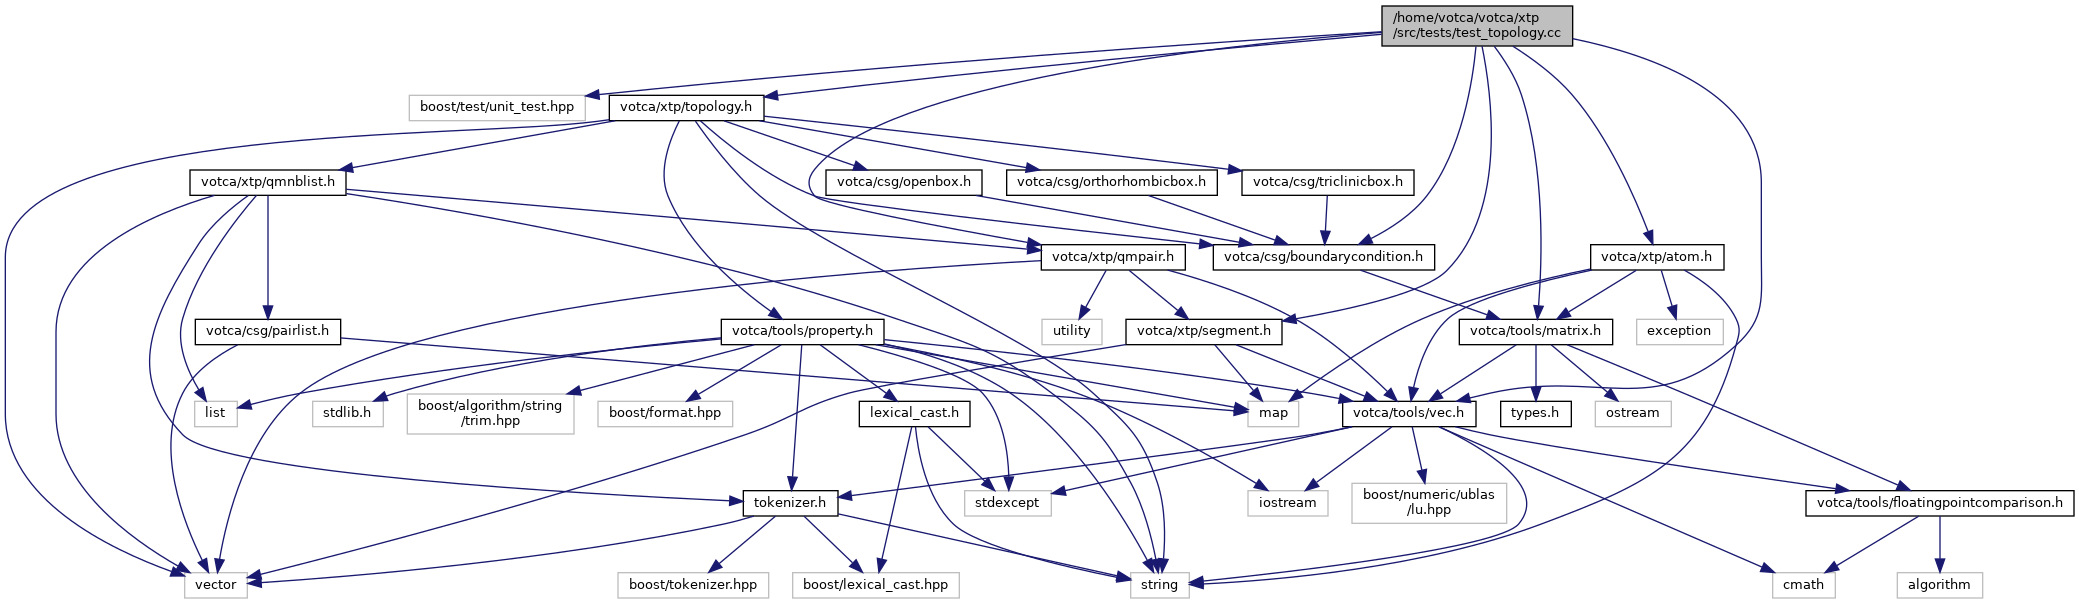 /home/votca/votca/xtp
/src/tests/test_topology.cc
boost/test/unit_test.hpp
votca/xtp/topology.h
votca/xtp/qmnblist.h
votca/csg/openbox.h
votca/csg/orthorhombicbox.h
votca/csg/triclinicbox.h
votca/xtp/qmpair.h
votca/csg/boundarycondition.h
votca/xtp/atom.h
votca/csg/pairlist.h
votca/tools/property.h
utility
votca/xtp/segment.h
votca/tools/matrix.h
exception
list
stdlib.h
boost/algorithm/string
/trim.hpp
boost/format.hpp
lexical_cast.h
map
votca/tools/vec.h
types.h
ostream
tokenizer.h
stdexcept
iostream
boost/numeric/ublas
/lu.hpp
votca/tools/floatingpointcomparison.h
vector
boost/tokenizer.hpp
boost/lexical_cast.hpp
string
cmath
algorithm